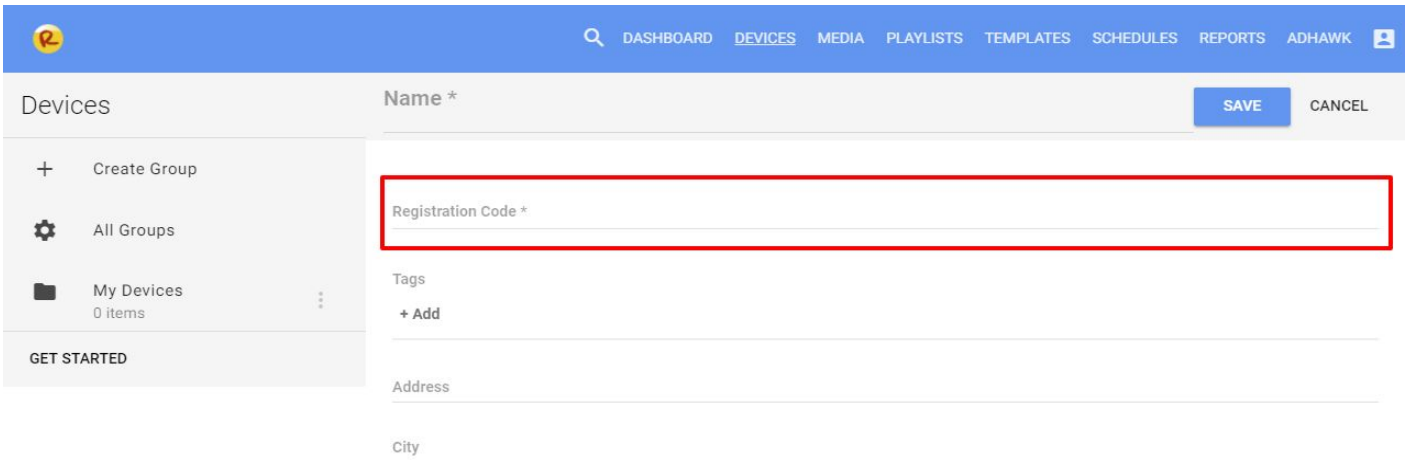 R
DASHBOARD DEVICES MEDIA PLAYLISTS TEMPLATES SCHEDULES REPORTS ADHAWK
Devices
Name *
SAVE CANCEL
Create Group
All Groups
My Devices
0 items
GET STARTED
Registration Code *
Tags
+ Add
Address
City